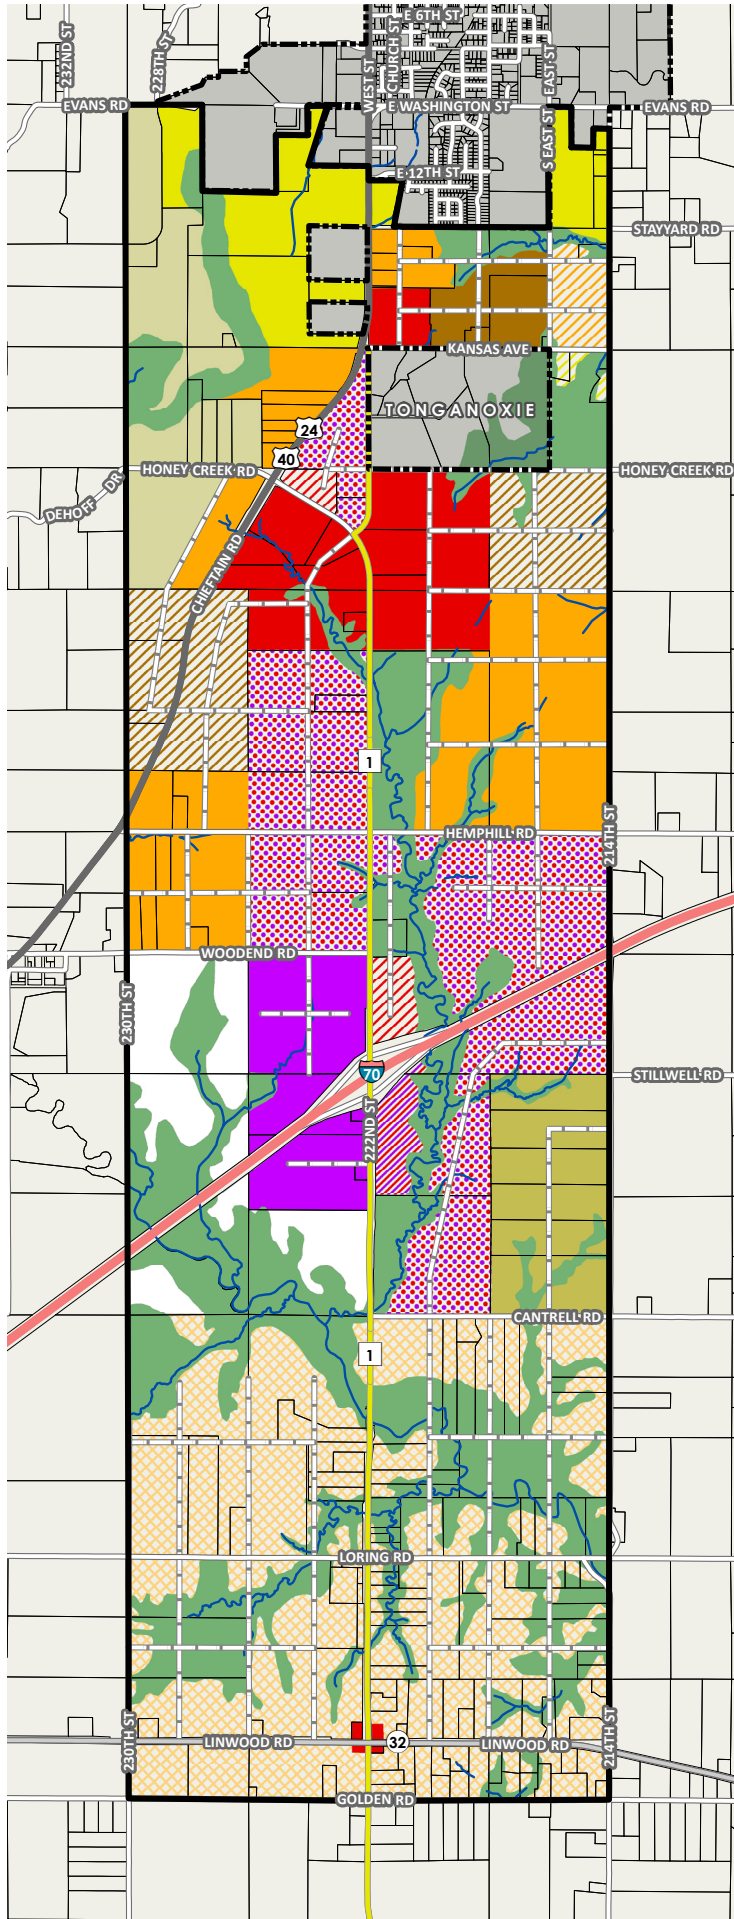 E 6TH ST
232ND ST
228TH ST
WEST ST
CHURCH ST
EAST ST
EVANS RD
E WASHINGTON ST
EVANS RD
S EAST ST
E 12TH ST
STAYYARD RD
KANSAS AVE
TONGANOXIE
24
40
HONEY CREEK RD
HONEY CREEK RD
DEHOFF DR
CHIEFTAIN RD
1
HEMPHILL RD
214TH ST
WOODEND RD
230TH ST
70
STILLWELL RD
222ND ST
CANTRELL RD
1
LORING RD
230TH ST
214TH ST
LINWOOD RD
32
LINWOOD RD
GOLDEN RD